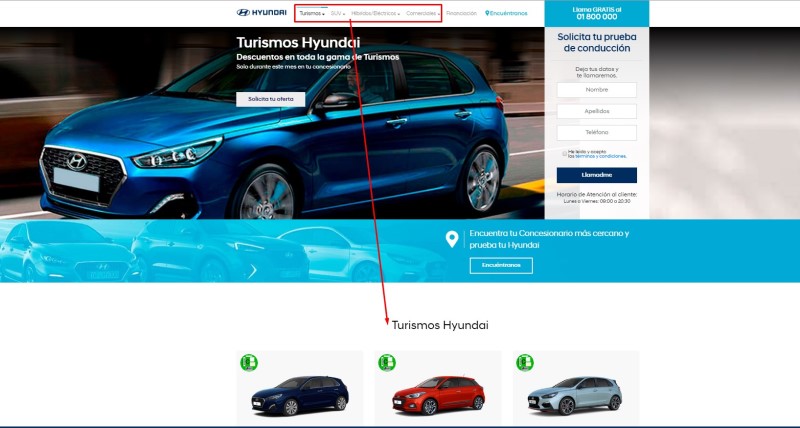 HYUNDAI
Turismos SUV Híbridos/Eléctricos Comerciales Financiación Encuéntranos
Llama GRATIS al
01 800 000
Solicita tu prueba
de conducción
Deja tus datos y
te llamaremos.
Nombre
Apellidos
Teléfono
He leído y acepto
los términos y condiciones.
Llamadme
Horario de Atención al cliente:
Lunes a Viernes: 09:00 a 20:30
Turismos Hyundai
Descuentos en toda la gama de Turismos
Solo durante este mes en tu concesionario
Solicita tu oferta
Encuentra tu Concesionario más cercano y
prueba tu Hyundai
Encuéntranos
Turismos Hyundai